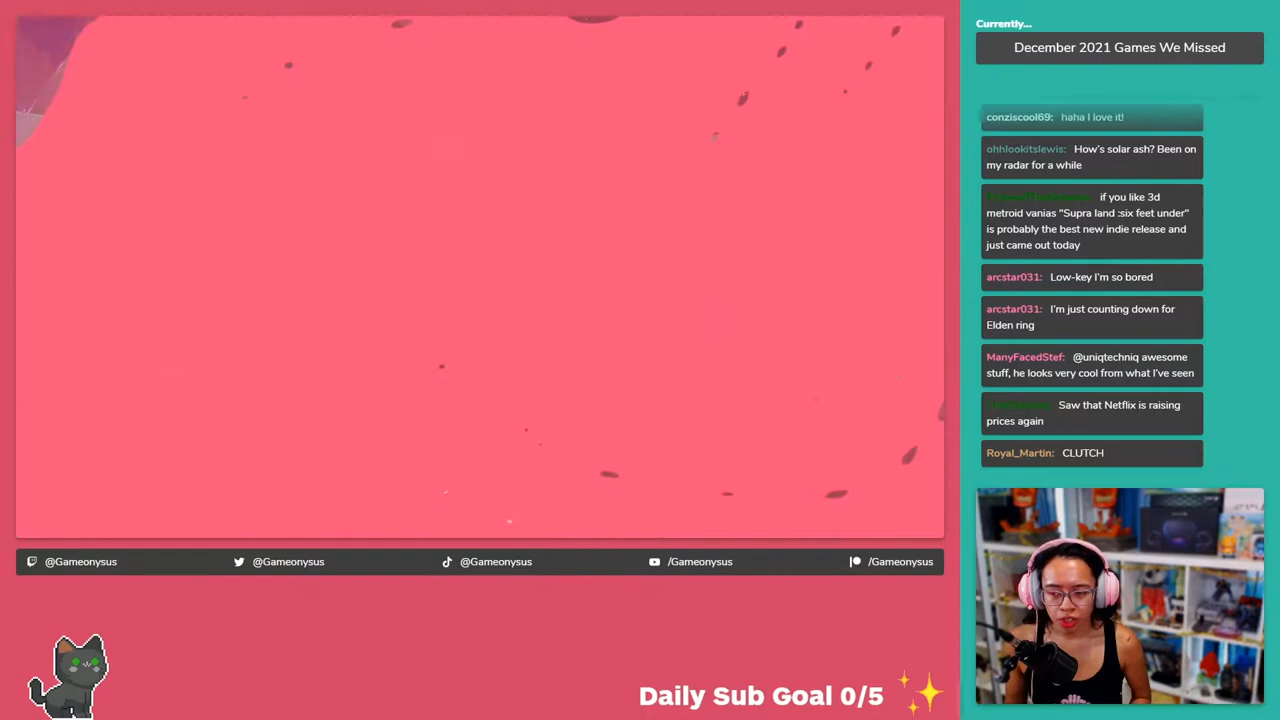 Currently...
December 2021 Games We Missed
conziscool69: haha I love it!
ohhlookitslewis: How's solar ash? Been on
my radar for a while
if you like 3d
metroid vanias "Supra land :six feet under"
is probably the best new indie release and
just came out today
arcstar031: Low-key I'm so bored
arcstar031: I'm just counting down for
Elden ring
ManyFacedStef: @uniqtechniq awesome
stuff, he looks very cool from what I've seen
Saw that Netflix is raising
prices again
Royal_Martin: CLUTCH
@Gameonysus
@Gameonysus
@Gameonysus
/Gameonysus
/Gameonysus
Daily Sub Goal 0/5